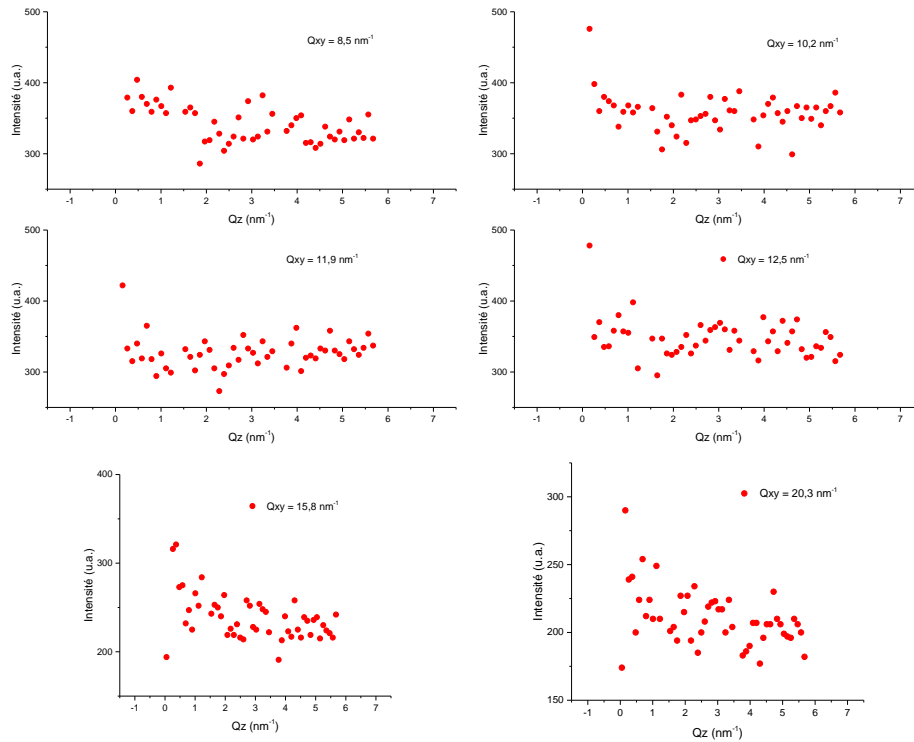 500
400
300
Intensité (u.a.)
Qxy = 8,5 nm⁻¹
-1 0 1 2 3 4 5 6 7
Qz (nm⁻¹)
500
400
300
Intensité (u.a.)
Qxy = 10,2 nm⁻¹
-1 0 1 2 3 4 5 6 7
Qz (nm⁻¹)
500
400
300
Intensité (u.a.)
Qxy = 11,9 nm⁻¹
-1 0 1 2 3 4 5 6 7
Qz (nm⁻¹)
500
400
300
Intensité (u.a.)
Qxy = 12,5 nm⁻¹
-1 0 1 2 3 4 5 6 7
Qz (nm⁻¹)
400
300
200
Intensité (u.a.)
Qxy = 15,8 nm⁻¹
-1 0 1 2 3 4 5 6 7
Qz (nm⁻¹)
300
250
200
150
Intensité (u.a.)
Qxy = 20,3 nm⁻¹
-1 0 1 2 3 4 5 6 7
Qz (nm⁻¹)